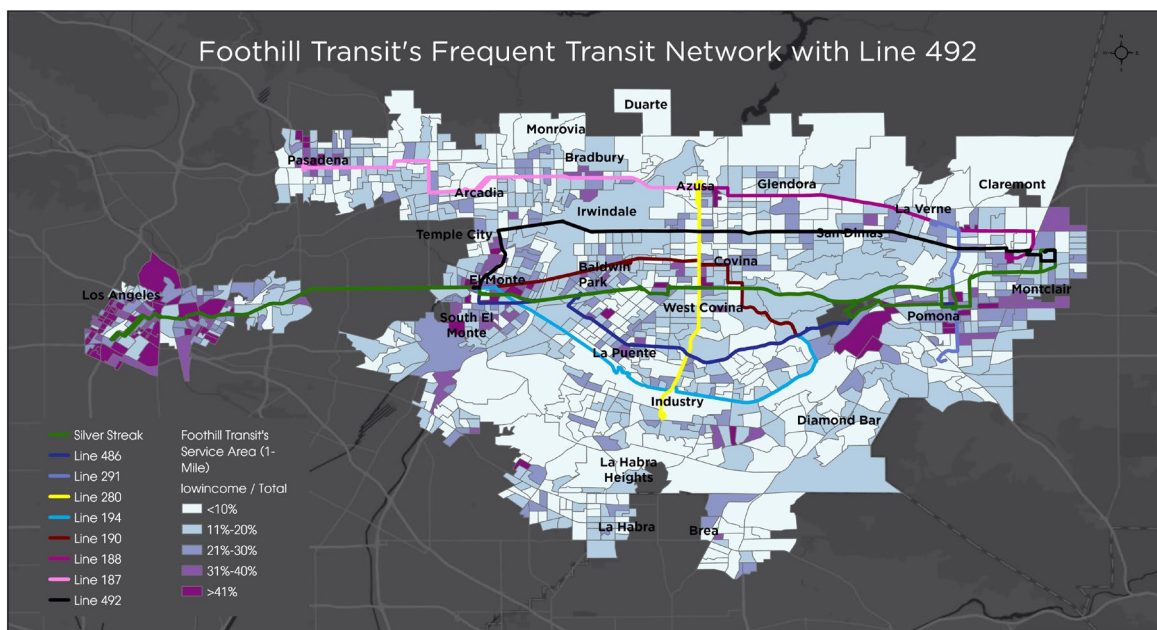 Foothill Transit's Frequent Transit Network with Line 492
Duarte
Monrovia
Pasadena
Bradbury
Arcadia
Azusa
Glendora
Claremont
Irwindale
La Verne
Temple City
San Dimas
El Monte
Baldwin
Park
Covina
Los Angeles
Montclair
South El
Monte
West Covina
Pomona
La Puente
Industry
Diamond Bar
La Habra
Heights
La Habra
Brea
Silver Streak
Line 486
Line 291
Line 280
Line 194
Line 190
Line 188
Line 187
Line 492
Foothill Transit's
Service Area (1-
Mile)
lowincome / Total
<10%
11%-20%
21%-30%
31%-40%
>41%